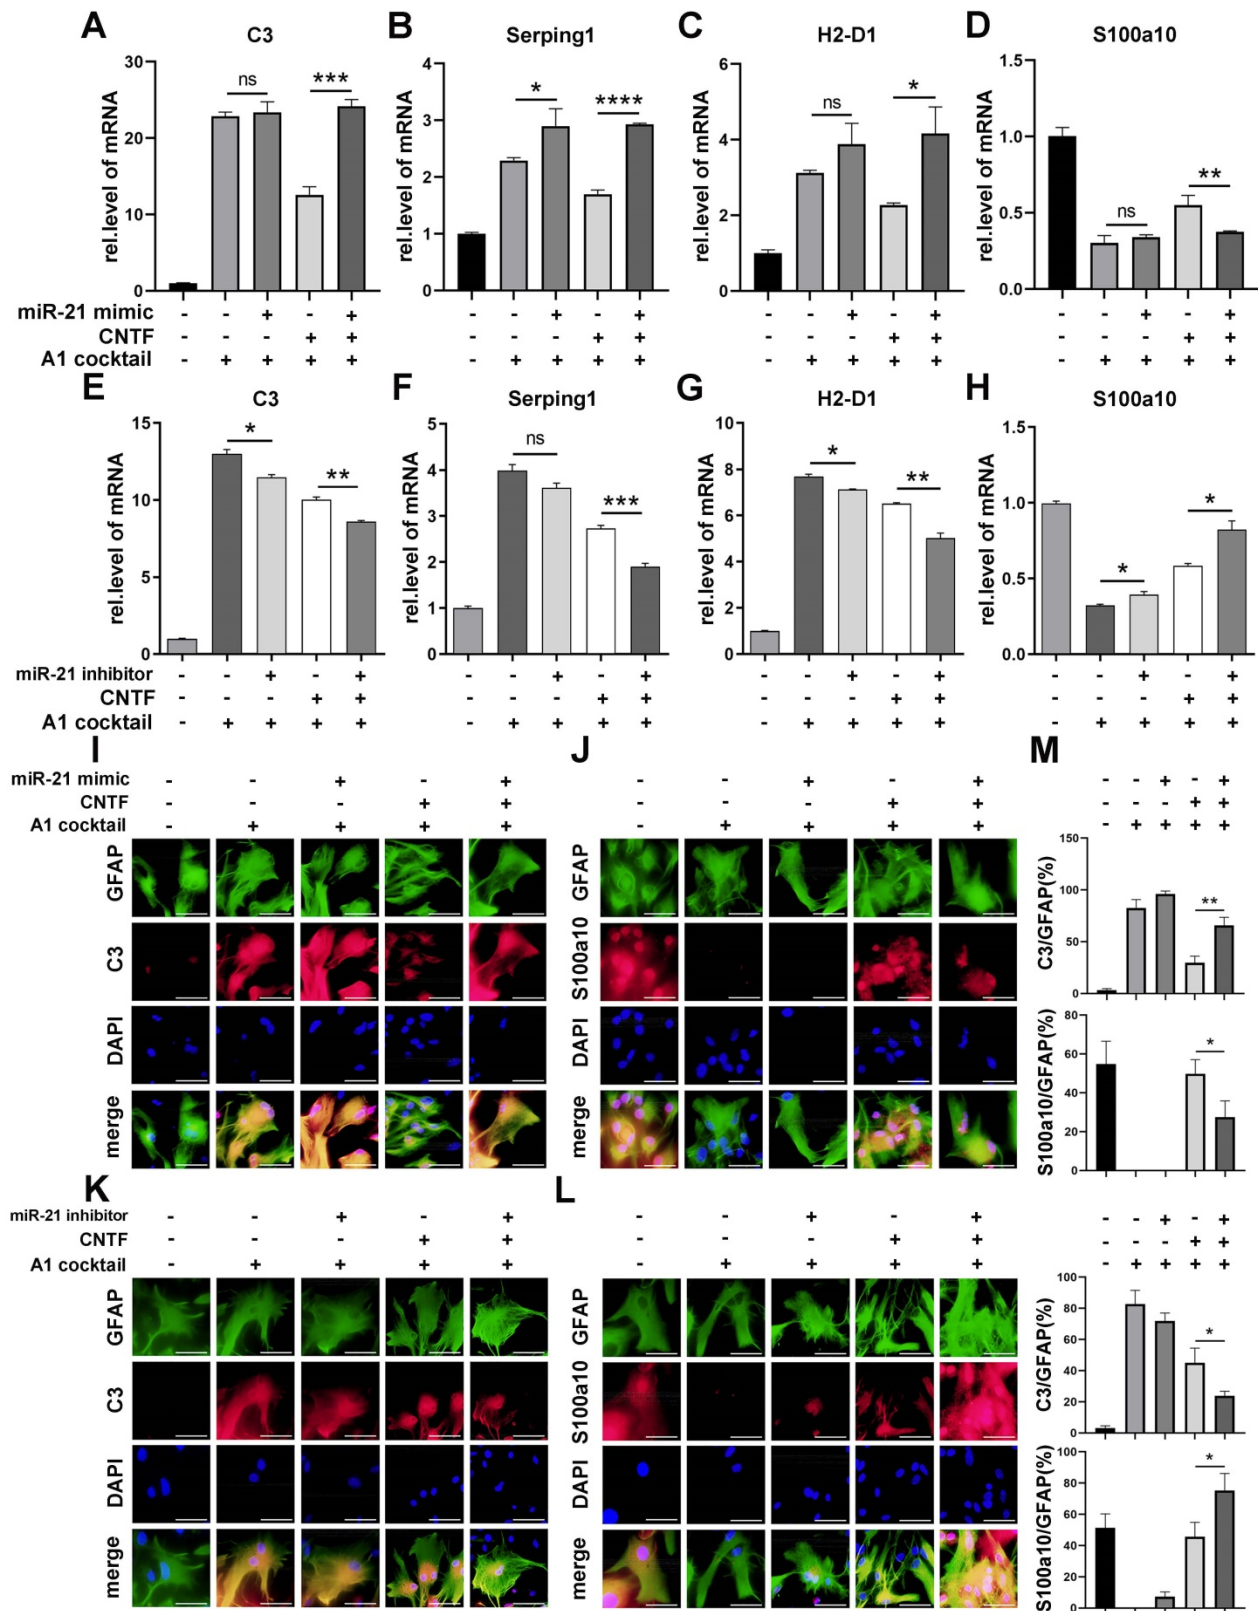 A B C D
C3 Serping1 H2-D1 S100a10
rel.level of mRNA
30
20
10
0
ns ***
rel.level of mRNA
4
3
2
1
0
* ****
rel.level of mRNA
6
4
2
0
ns *
rel.level of mRNA
1.5
1.0
0.5
0.0
ns **
miR-21 mimic - - + - + - - + - + - - + - + - - + - +
CNTF - - - + + - - - + + - - - + + - - - + +
A1 cocktail - + + + + - + + + + - + + + + - + + + +
E F G H
C3 Serping1 H2-D1 S100a10
rel.level of mRNA
15
10
5
0
* **
rel.level of mRNA
5
4
3
2
1
0
ns ***
rel.level of mRNA
10
8
6
4
2
0
* **
rel.level of mRNA
1.5
1.0
0.5
0.0
* *
miR-21 inhibitor - - + - + - - + - + - - + - + - - + - +
CNTF - - - + + - - - + + - - - + + - - - + +
A1 cocktail - + + + + - + + + + - + + + + - + + + +
I J M
miR-21 mimic - - + - + - - + - + - - + - +
CNTF - - - + + - - - + + - - - + +
A1 cocktail - + + + + - + + + + - + + + +
GFAP
C3
DAPI
merge
GFAP
S100a10
DAPI
merge
C3/GFAP(%)
150
100
50
0
**
S100a10/GFAP(%)
80
60
40
20
0
*
K L
miR-21 inhibitor - - + - + - - + - + - - + - +
CNTF - - - + + - - - + + - - - + +
A1 cocktail - + + + + - + + + + - + + + +
GFAP
C3
DAPI
merge
GFAP
S100a10
DAPI
merge
C3/GFAP(%)
100
80
60
40
20
0
*
S100a10/GFAP(%)
100
80
60
40
20
0
*